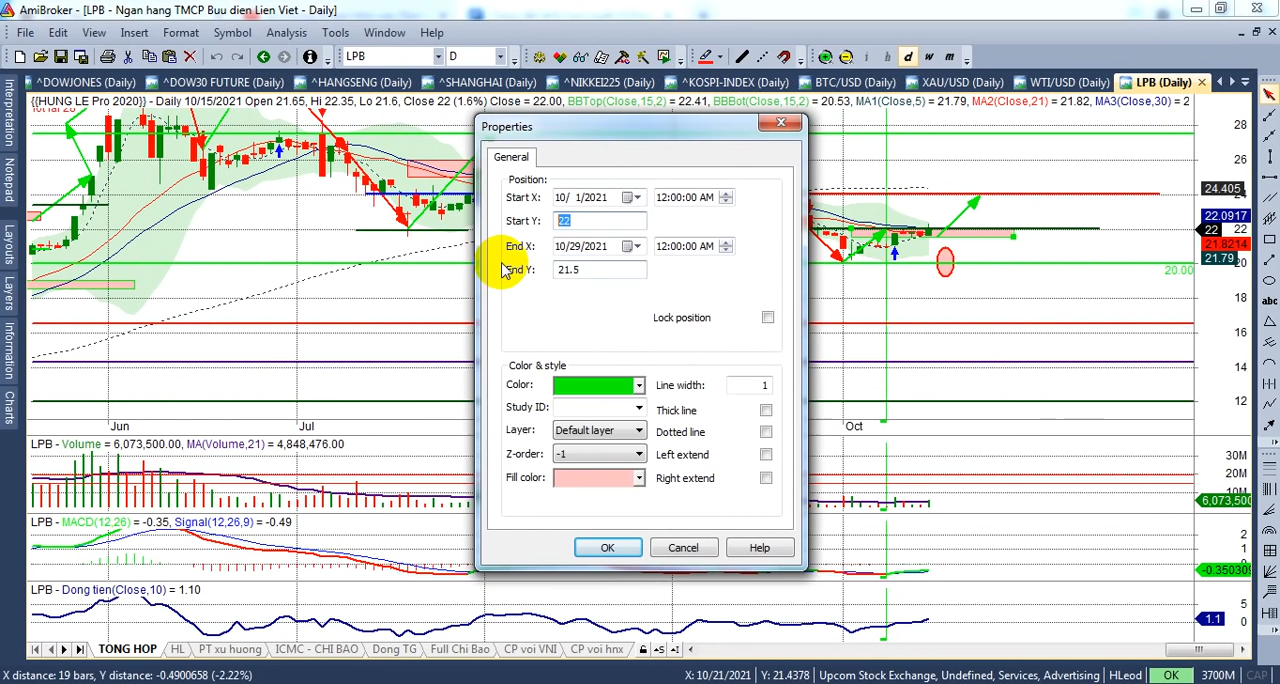 AmiBroker - [LPB - Ngan hang TMCP Buu dien Lien Viet - Daily]
File Edit View Insert Format Symbol Analysis Tools Window Help
LPB D i h d w m
^DOWJONES (Daily) ^DOW30 FUTURE (Daily) ^HANGSENG (Daily) ^SHANGHAI (Daily) ^NIKKEI225 (Daily) ^KOSPI-INDEX (Daily) BTC/USD (Daily) XAU/USD (Daily) WTI/USD (Daily) LPB (Daily)
{{HUNG LE Pro 2020}} - Daily 10/15/2021 Open 21.65, Hi 22.35, Lo 21.6, Close 22 (1.6%) Close = 22.00, BBTop(Close,15,2) = 22.41, BBBot(Close,15,2) = 20.53, MA1(Close,5) = 21.79, MA2(Close,21) = 21.82, MA3(Close,30) = 2
Interpretation
Notepad
Layouts
Layers
Information
Charts
Properties
General
Position:
Start X: 10/ 1/2021 12:00:00 AM
Start Y: 22
End X: 10/29/2021 12:00:00 AM
End Y: 21.5
Lock position
Color & style
Color: Line width: 1
Study ID: Thick line
Layer: Default layer Dotted line
Z-order: -1 Left extend
Fill color: Right extend
OK Cancel Help
28
26
24
24.405
22.0917
22
22
21.8214
21.79
20
20.00
18
16
14
12
Jun Jul Oct
LPB - Volume = 6,073,500.00, MA(Volume,21) = 4,848,476.00
30M
20M
10M
6,073,500
LPB - MACD(12,26) = -0.35, Signal(12,26,9) = -0.49
2
1
-0.350309
LPB - Dong tien(Close,10) = 1.10
5
1.1
0
TONG HOP HL PT xu huong ICMC - CHI BAO Dong TG Full Chi Bao CP voi VNI CP voi hnx
X distance: 19 bars, Y distance: -0.4900658 (-2.22%) X: 10/21/2021 Y: 21.4378 Upcom Stock Exchange, Undefined, Services, Advertising HLeod OK 3700M CAP
abc